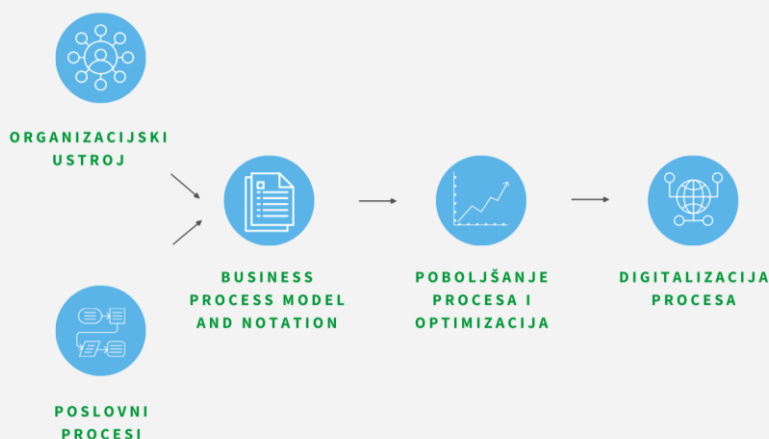 ORGANIZACIJSKI
USTROJ
BUSINESS
PROCESS MODEL
AND NOTATION
POBOLJŠANJE
PROCESA I
OPTIMIZACIJA
DIGITALIZACIJA
PROCESA
POSLOVNI
PROCESI